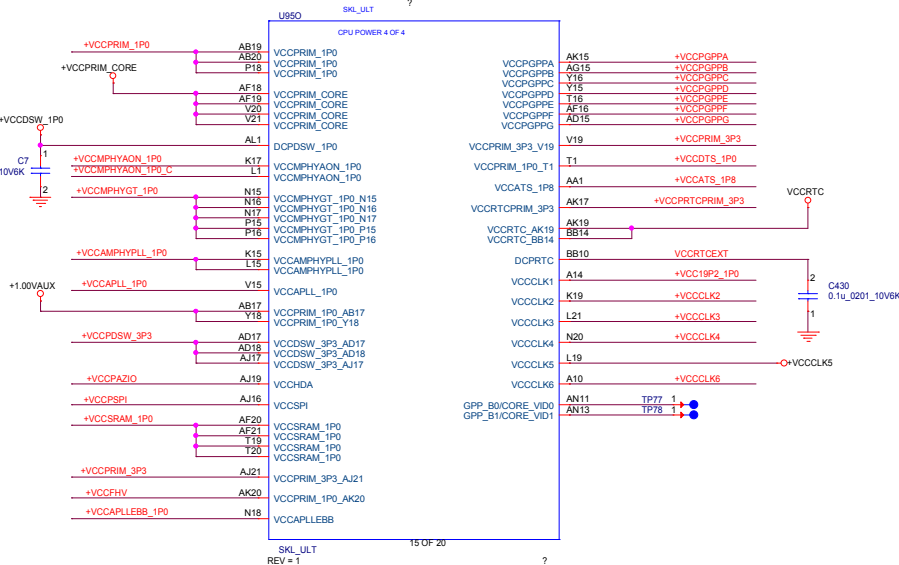 ?
SKL_ULT
U95O
CPU POWER 4 OF 4
+VCCPRIM_1P0
AB19
VCCPRIM_1P0
AB20
VCCPRIM_1P0
P18
VCCPRIM_1P0
+VCCPRIM_CORE
AF18
VCCPRIM_CORE
AF19
VCCPRIM_CORE
V20
VCCPRIM_CORE
V21
VCCPRIM_CORE
+VCCDSW_1P0
AL1
DCPDSW_1P0
1
C7
10V6K
2
+VCCMPHYAON_1P0
K17
VCCMPHYAON_1P0
+VCCMPHYAON_1P0_C
L1
VCCMPHYAON_1P0
+VCCMPHYGT_1P0
N15
VCCMPHYGT_1P0_N15
N16
VCCMPHYGT_1P0_N16
N17
VCCMPHYGT_1P0_N17
P15
VCCMPHYGT_1P0_P15
P16
VCCMPHYGT_1P0_P16
+VCCAMPHYPLL_1P0
K15
VCCAMPHYPLL_1P0
L15
VCCAMPHYPLL_1P0
+VCCAPLL_1P0
V15
VCCAPLL_1P0
+1.00VAUX
AB17
VCCPRIM_1P0_AB17
Y18
VCCPRIM_1P0_Y18
+VCCPDSW_3P3
AD17
VCCDSW_3P3_AD17
AD18
VCCDSW_3P3_AD18
AJ17
VCCDSW_3P3_AJ17
+VCCPAZIO
AJ19
VCCHDA
+VCCPSPI
AJ16
VCCSPI
+VCCSRAM_1P0
AF20
VCCSRAM_1P0
AF21
VCCSRAM_1P0
T19
VCCSRAM_1P0
T20
VCCSRAM_1P0
+VCCPRIM_3P3
AJ21
VCCPRIM_3P3_AJ21
+VCCFHV
AK20
VCCPRIM_1P0_AK20
+VCCAPLLEBB_1P0
N18
VCCAPLLEBB
VCCPGPPA
AK15
+VCCPGPPA
VCCPGPPB
AG15
+VCCPGPPB
VCCPGPPC
Y16
+VCCPGPPC
VCCPGPPD
Y15
+VCCPGPPD
VCCPGPPE
T16
+VCCPGPPE
VCCPGPPF
AF16
+VCCPGPPF
VCCPGPPG
AD15
+VCCPGPPG
VCCPRIM_3P3_V19
V19
+VCCPRIM_3P3
VCCPRIM_1P0_T1
T1
+VCCDTS_1P0
VCCATS_1P8
AA1
+VCCATS_1P8
VCCRTCPRIM_3P3
AK17
+VCCPRTCPRIM_3P3
VCCRTC
VCCRTC_AK19
AK19
VCCRTC_BB14
BB14
DCPRTC
BB10
VCCRTCEXT
2
C430
0.1u_0201_10V6K
1
VCCCLK1
A14
+VCC19P2_1P0
VCCCLK2
K19
+VCCCLK2
VCCCLK3
L21
+VCCCLK3
VCCCLK4
N20
+VCCCLK4
VCCCLK5
L19
+VCCCLK5
VCCCLK6
A10
+VCCCLK6
GPP_B0/CORE_VID0
AN11
TP77 1
GPP_B1/CORE_VID1
AN13
TP78 1
15 OF 20
SKL_ULT
REV = 1
?